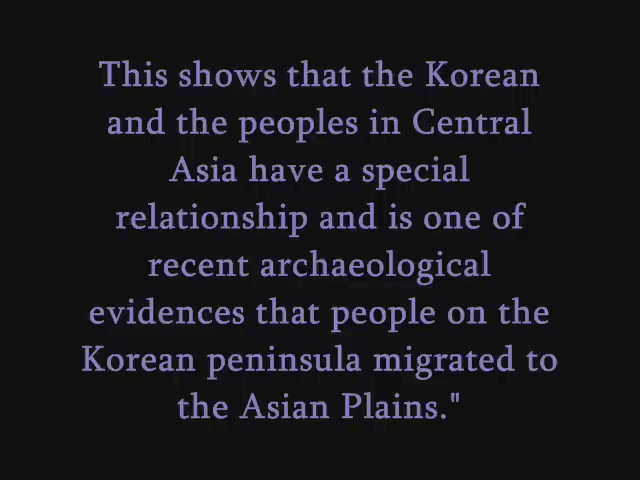 This shows that the Korean
and the peoples in Central
Asia have a special
relationship and is one of
recent archaeological
evidences that people on the
Korean peninsula migrated to
the Asian Plains."